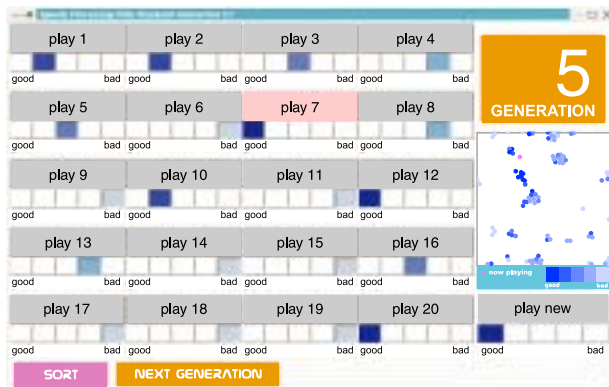 play 1 play 2 play 3 play 4
good bad good bad good bad good bad
5
GENERATION
play 5 play 6 play 7 play 8
good bad good bad good bad good bad
play 9 play 10 play 11 play 12
good bad good bad good bad good bad
play 13 play 14 play 15 play 16
good bad good bad good bad good bad
now playing
good bad
play 17 play 18 play 19 play 20 play new
good bad good bad good bad good bad good bad
SORT NEXT GENERATION